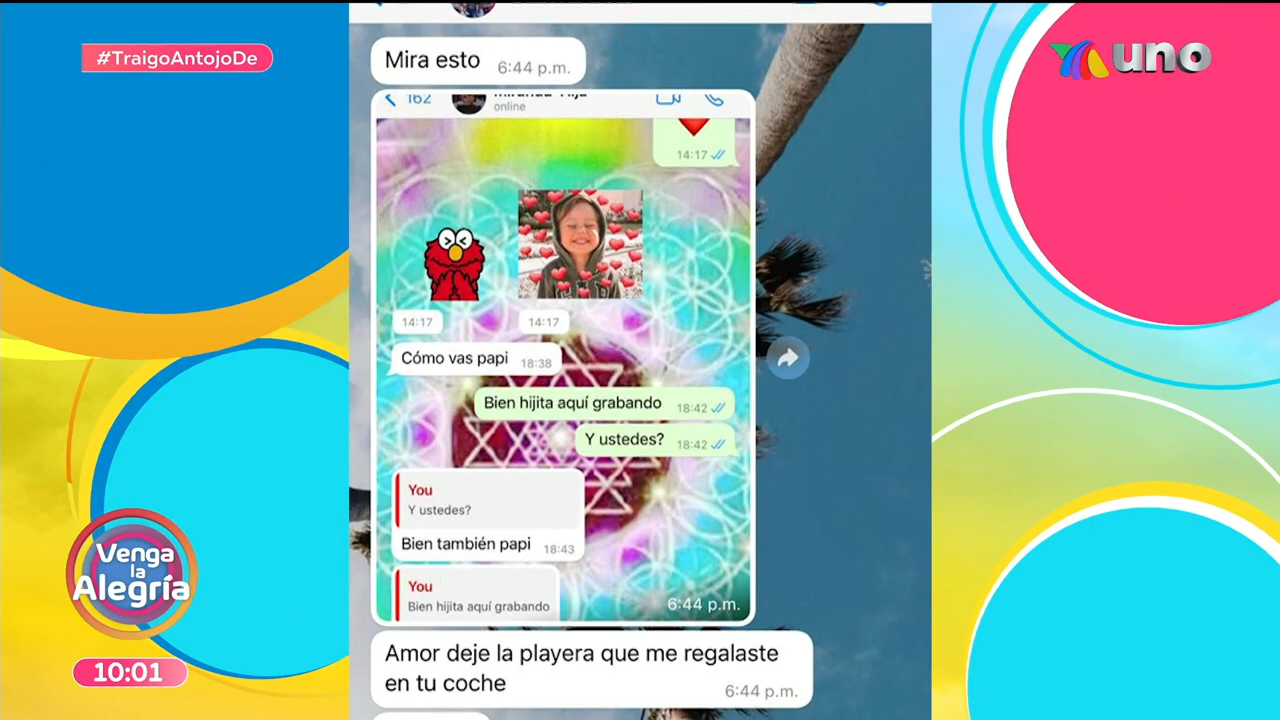 #TraigoAntojoDe
uno
Mira esto 6:44 p.m.
162
online
14:17
14:17 14:17
Cómo vas papi 18:38
Bien hijita aquí grabando 18:42
Y ustedes? 18:42
You
Y ustedes?
Bien también papi 18:43
You
Bien hijita aquí grabando
6:44 p.m.
Amor deje la playera que me regalaste
en tu coche 6:44 p.m.
Venga
la
Alegría
10:01